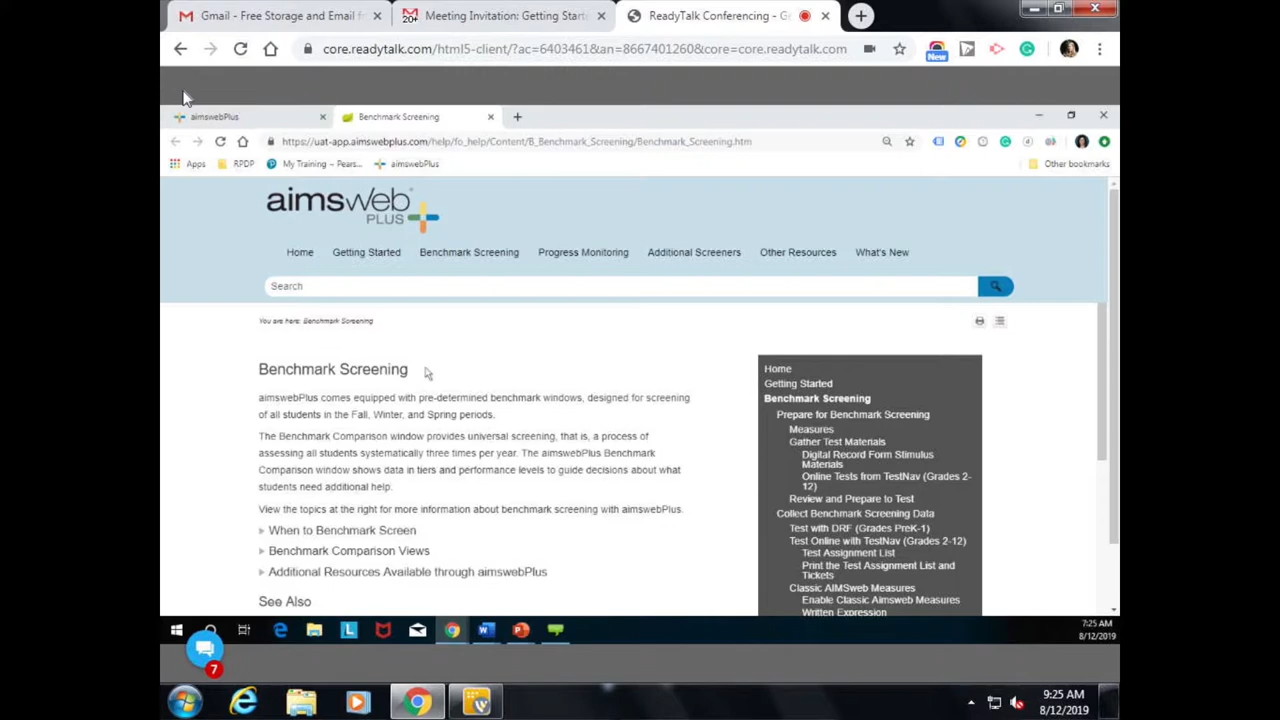 Gmail - Free Storage and Email f
20+
Meeting Invitation: Getting Start
ReadyTalk Conferencing - Ge
core.readytalk.com/html5-client/?ac=6403461&an=86674012608&core=core.readytalk.com
New
aimswebPlus
Benchmark Screening
https://uat-app.aimswebplus.com/help/fo_help/Content/B_Benchmark_Screening/Benchmark_Screening.htm
Apps
RPDP
My Training – Pears...
aimswebPlus
Other bookmarks
aimsweb
PLUS
Home
Getting Started
Benchmark Screening
Progress Monitoring
Additional Screeners
Other Resources
What's New
Search
You are here: Benchmark Screening
Benchmark Screening
aimswebPlus comes equipped with pre-determined benchmark windows, designed for screening
of all students in the Fall, Winter, and Spring periods.
The Benchmark Comparison window provides universal screening, that is, a process of
assessing all students systematically three times per year. The aimswebPlus Benchmark
Comparison window shows data in tiers and performance levels to guide decisions about what
students need additional help.
View the topics at the right for more information about benchmark screening with aimswebPlus.
When to Benchmark Screen
Benchmark Comparison Views
Additional Resources Available through aimswebPlus
See Also
Home
Getting Started
Benchmark Screening
Prepare for Benchmark Screening
Measures
Gather Test Materials
Digital Record Form Stimulus
Materials
Online Tests from TestNav (Grades 2-
12)
Review and Prepare to Test
Collect Benchmark Screening Data
Test with DRF (Grades PreK-1)
Test Online with TestNav (Grades 2-12)
Test Assignment List
Print the Test Assignment List and
Tickets
Classic AIMSweb Measures
Enable Classic Aimsweb Measures
Written Expression
7:25 AM
8/12/2019
7
9:25 AM
8/12/2019